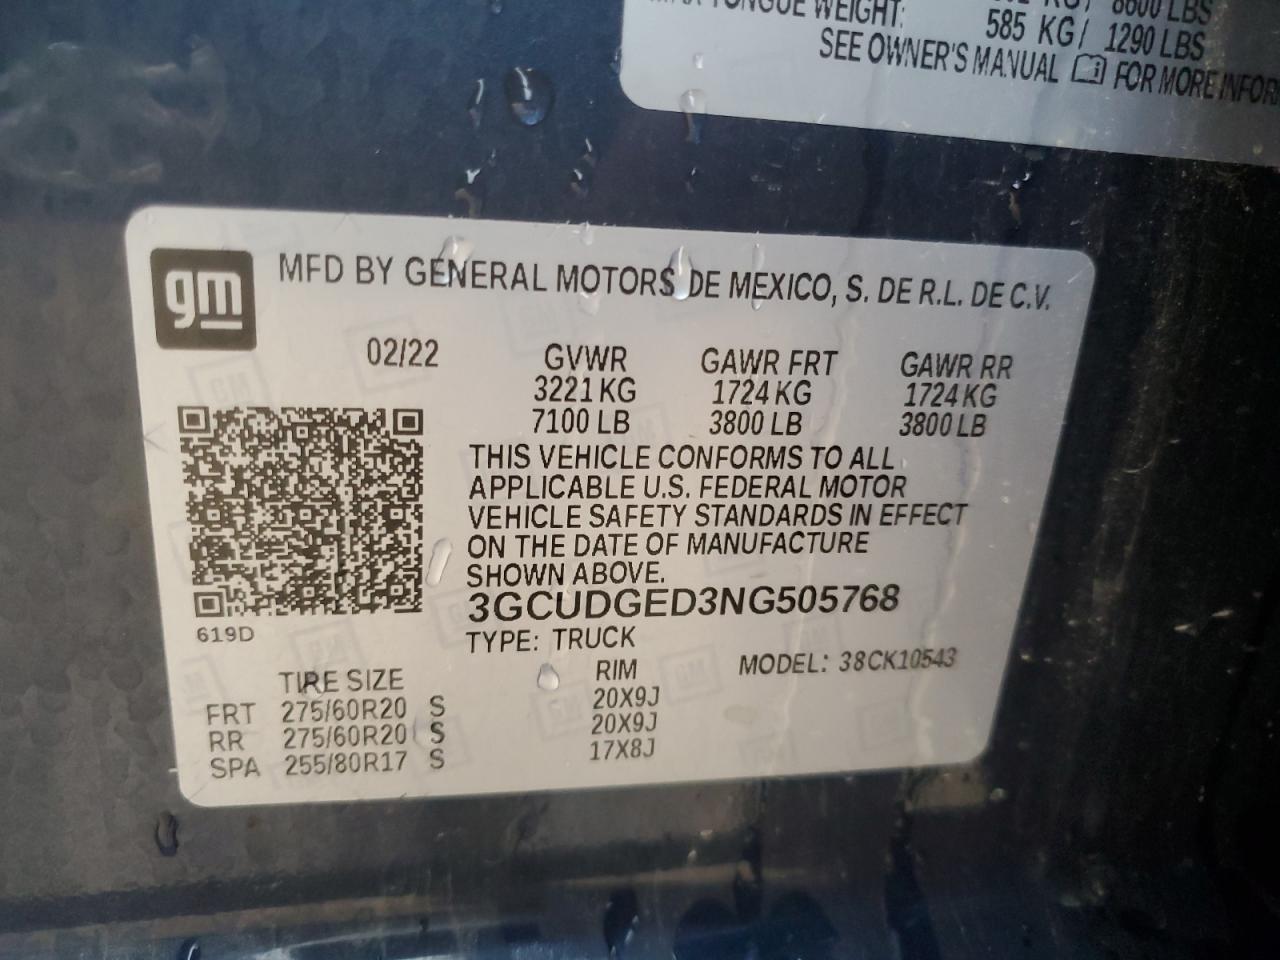 TONGUE WEIGHT: 585 KG/ 1290 LBS
8600 LBS
SEE OWNER'S MANUAL FOR MORE
gm
MFD BY GENERAL MOTORS DE MEXICO, S. DE R.L. DE C.V.
02/22 GVWR GAWR FRT GAWR RR
3221 KG 1724 KG 1724 KG
7100 LB 3800 LB 3800 LB
THIS VEHICLE CONFORMS TO ALL
APPLICABLE U.S. FEDERAL MOTOR
VEHICLE SAFETY STANDARDS IN EFFECT
ON THE DATE OF MANUFACTURE
SHOWN ABOVE.
3GCUDGED3NG505768
619D
TYPE: TRUCK
MODEL: 38CK10543
TIRE SIZE RIM
FRT 275/60R20 S 20X9J
RR 275/60R20 S 20X9J
SPA 255/80R17 S 17X8J